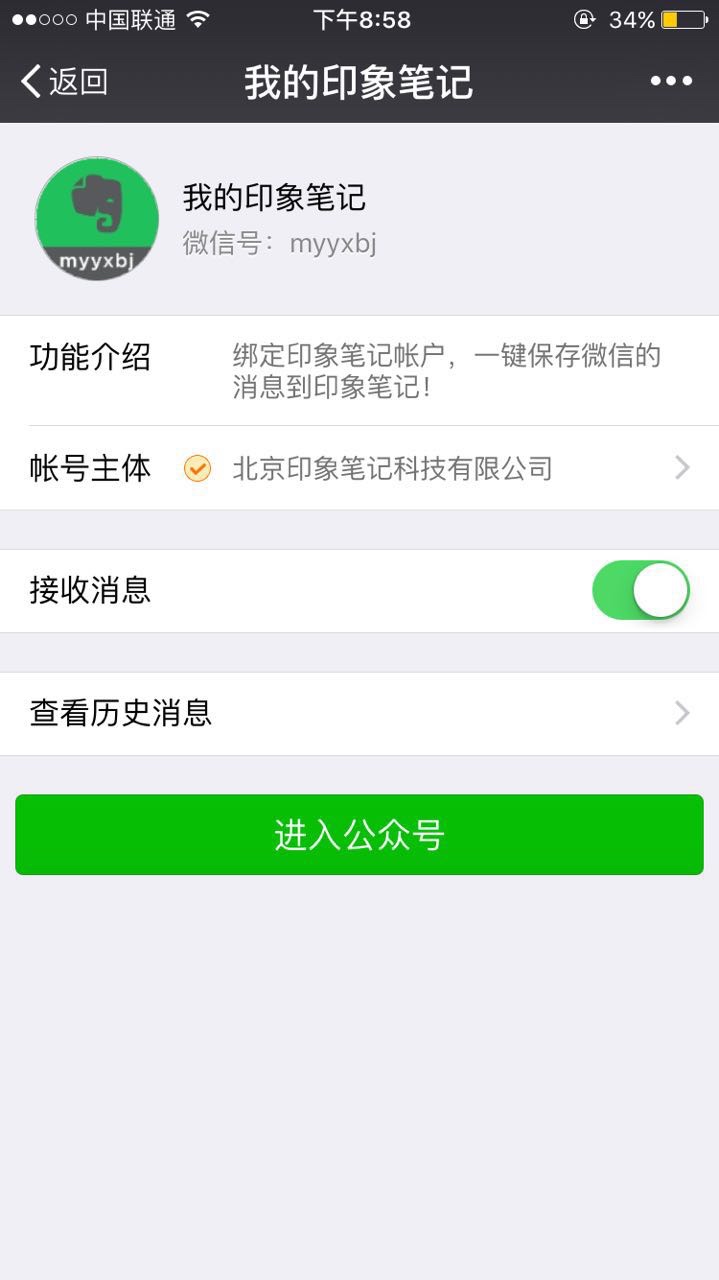 中国联通 下午8:58 34%
返回 我的印象笔记
myyxbj
我的印象笔记
微信号：myyxbj
功能介绍 绑定印象笔记帐户，一键保存微信的
消息到印象笔记！
帐号主体 北京印象笔记科技有限公司
接收消息
查看历史消息
进入公众号